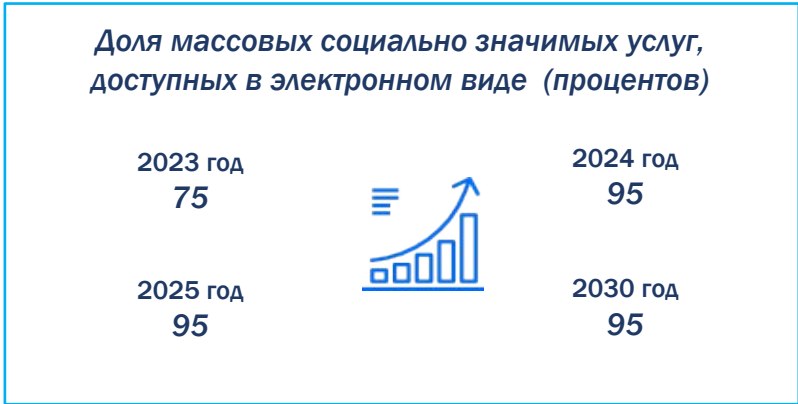 Доля массовых социально значимых услуг,
доступных в электронном виде (процентов)
2023 год
75
2024 год
95
2025 год
95
2030 год
95